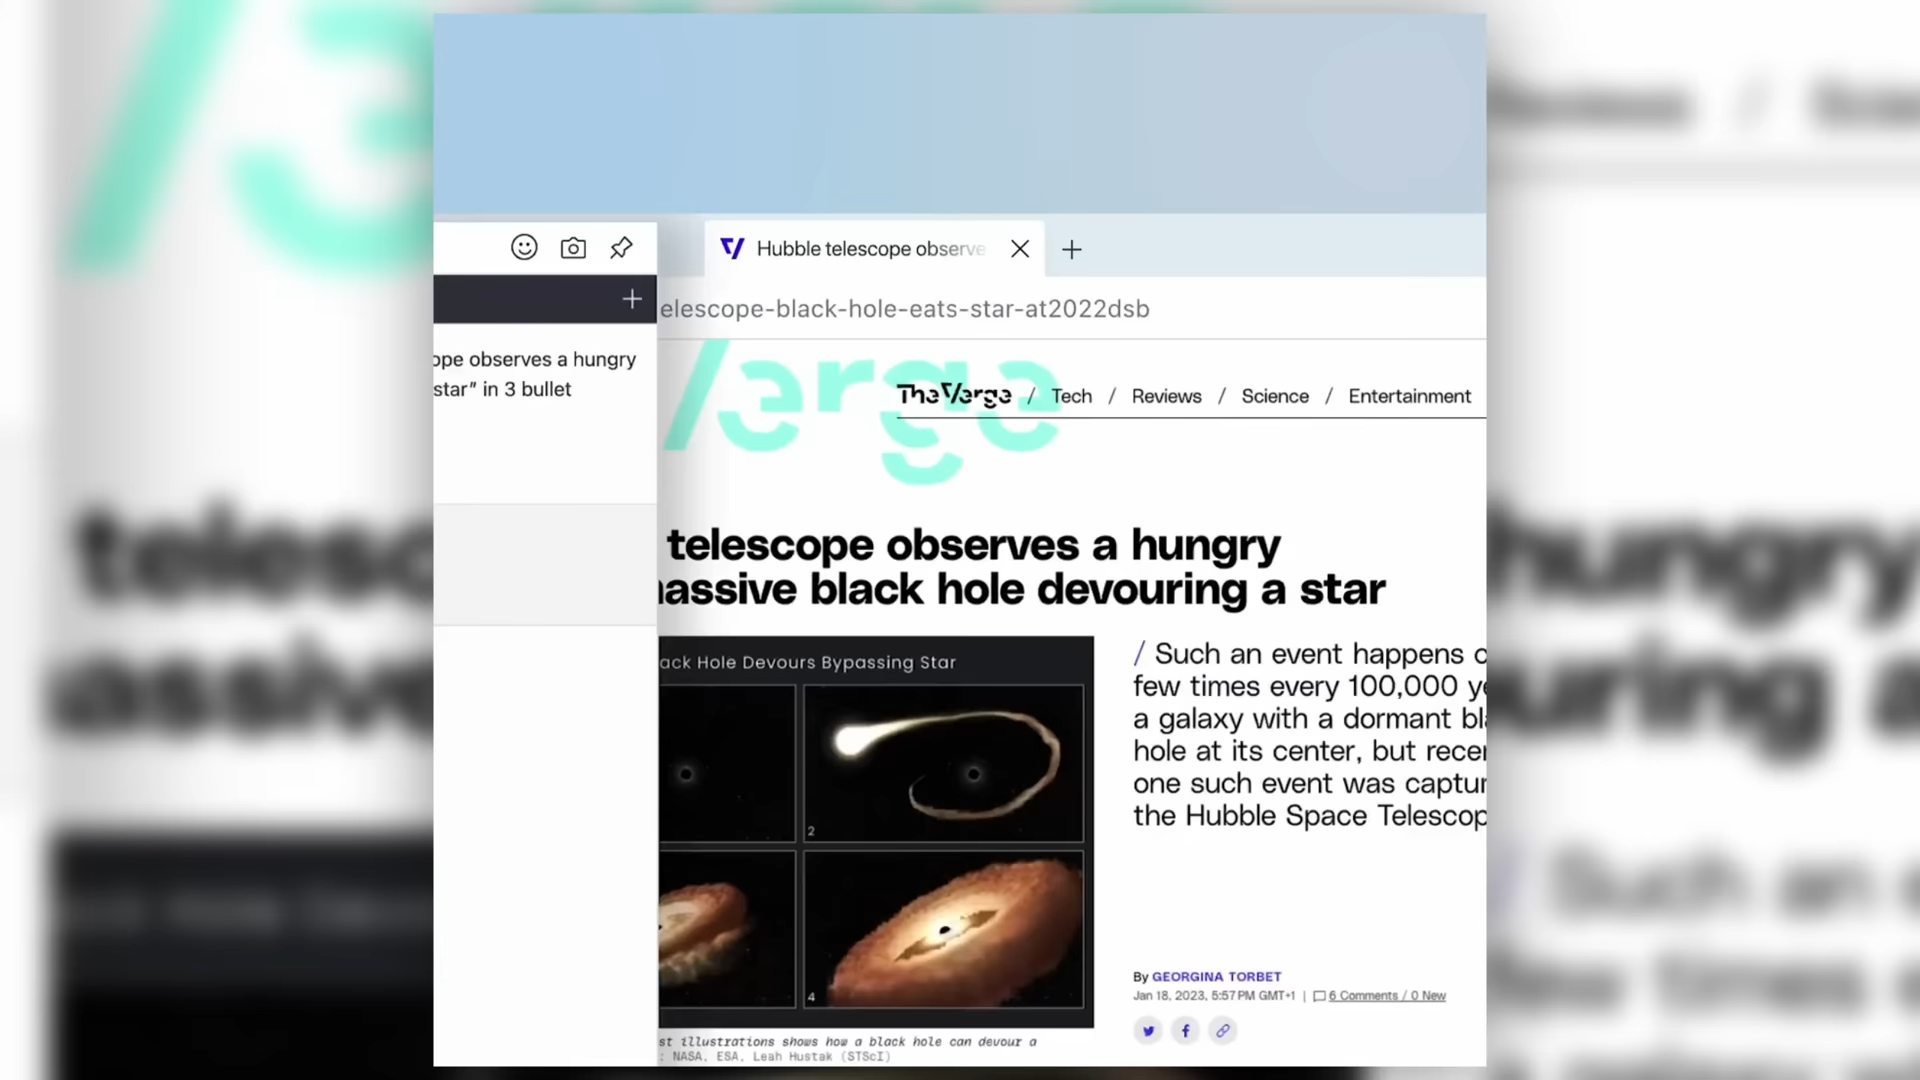 Hubble telescope observe
elescope-black-hole-eats-star-at2022dsb
ope observes a hungry
star" in 3 bullet
Verge
The Verge / Tech / Reviews / Science / Entertainment
telescope observes a hungry
massive black hole devouring a star
ack Hole Devours Bypassing Star
2
4
/ Such an event happens o
few times every 100,000 ye
a galaxy with a dormant bla
hole at its center, but recen
one such event was captur
the Hubble Space Telescop
By GEORGINA TORBET
Jan 18, 2023, 5:57 PM GMT+1 | 6 Comments / 0 New
st illustrations shows how a black hole can devour a
: NASA, ESA, Leah Hustak (STScI)